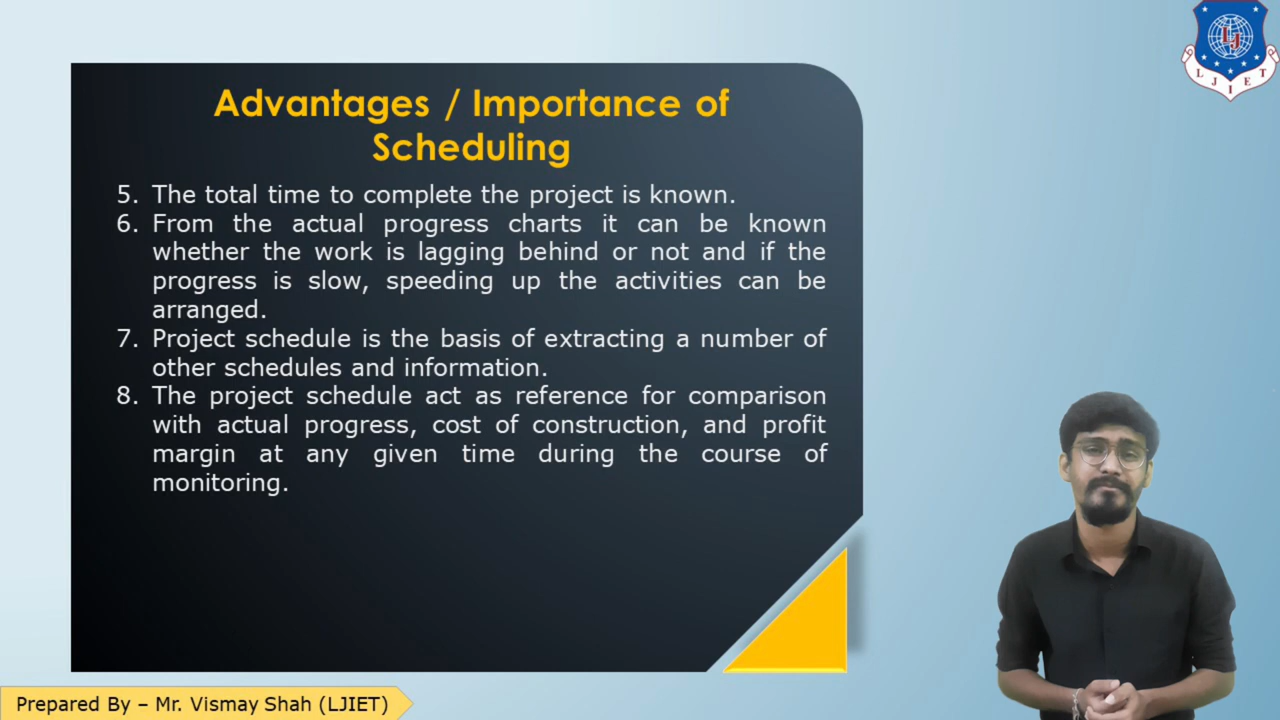 Advantages / Importance of
Scheduling
5. The total time to complete the project is known.
6. From the actual progress charts it can be known
whether the work is lagging behind or not and if the
progress is slow, speeding up the activities can be
arranged.
7. Project schedule is the basis of extracting a number of
other schedules and information.
8. The project schedule act as reference for comparison
with actual progress, cost of construction, and profit
margin at any given time during the course of
monitoring.
LJ
LJIET
Prepared By – Mr. Vismay Shah (LJIET)